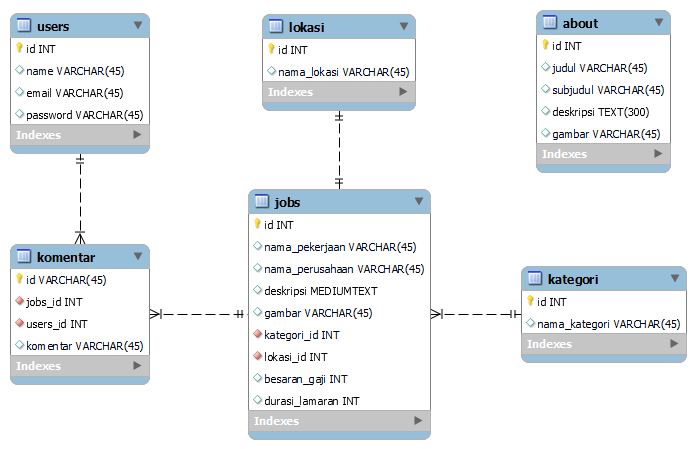 users
id INT
name VARCHAR(45)
email VARCHAR(45)
password VARCHAR(45)
Indexes
lokasi
id INT
nama_lokasi VARCHAR(45)
Indexes
about
id INT
judul VARCHAR(45)
subjudul VARCHAR(45)
deskripsi TEXT(300)
gambar VARCHAR(45)
Indexes
komentar
id VARCHAR(45)
jobs_id INT
users_id INT
komentar VARCHAR(45)
Indexes
jobs
id INT
nama_pekerjaan VARCHAR(45)
nama_perusahaan VARCHAR(45)
deskripsi MEDIUMTEXT
gambar VARCHAR(45)
kategori_id INT
lokasi_id INT
besaran_gaji INT
durasi_lamaran INT
Indexes
kategori
id INT
nama_kategori VARCHAR(45)
Indexes